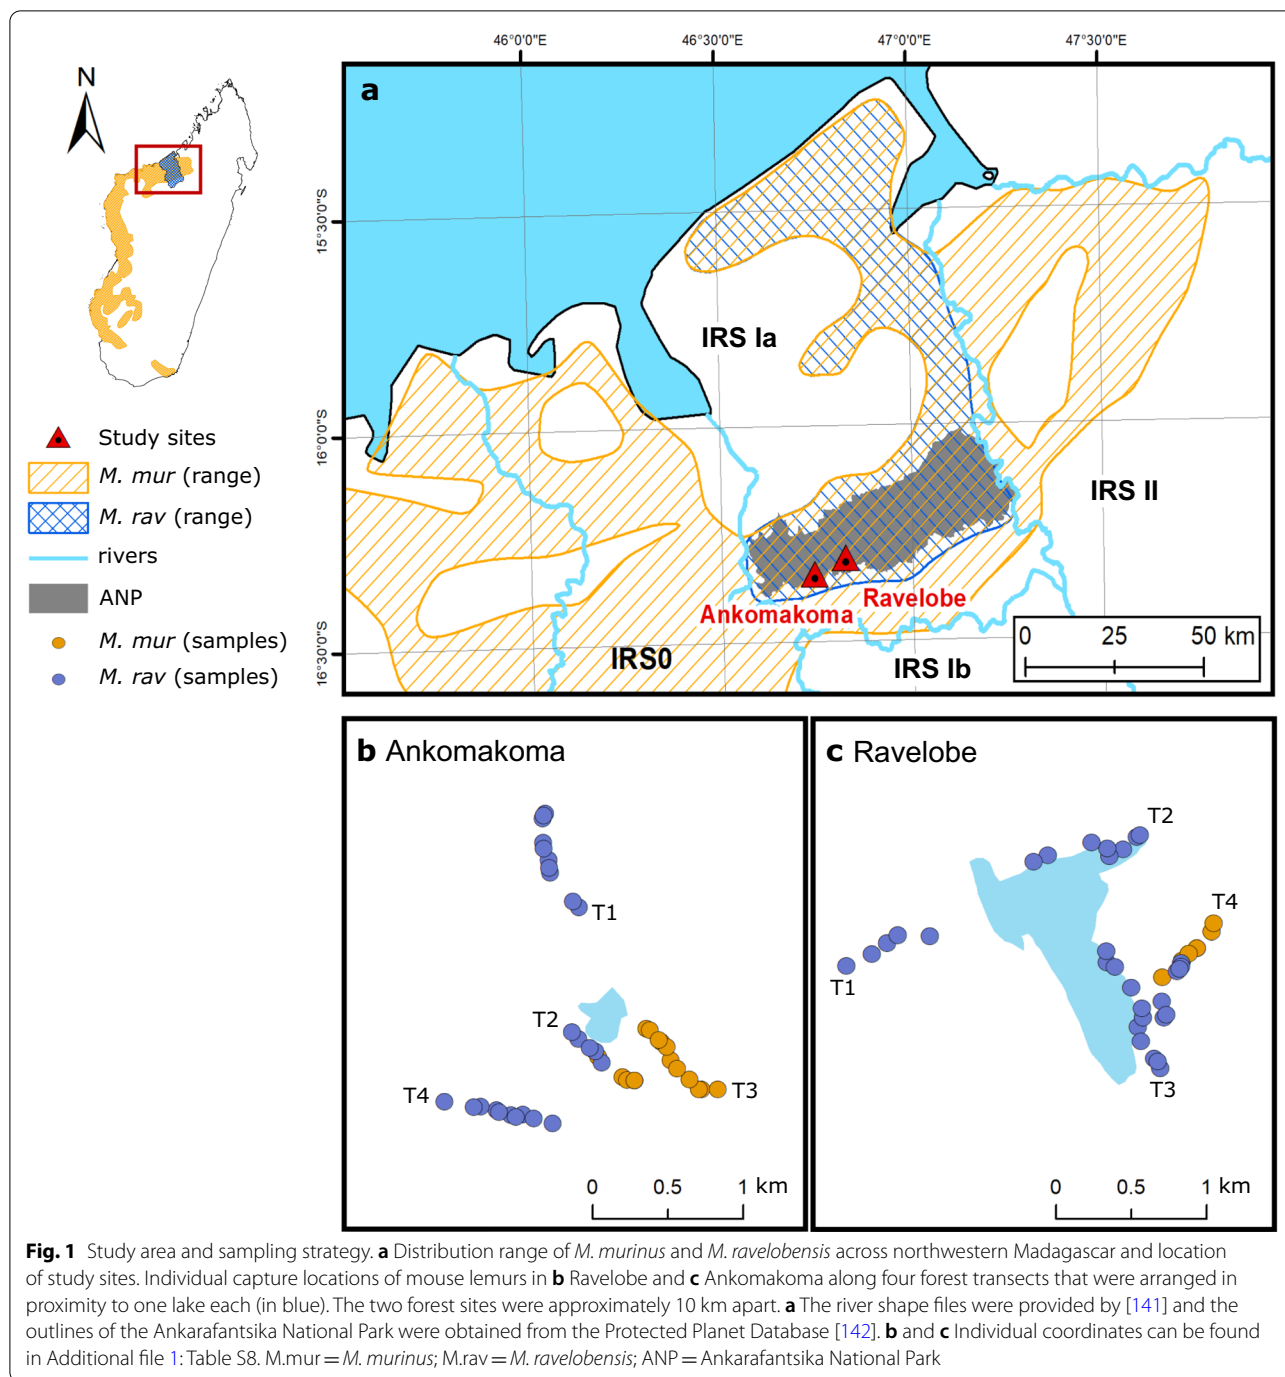 N
46°0'0"E
46°30'0"E
47°0'0"E
47°30'0"E
15°30'0"S
16°0'0"S
16°30'0"S
a
IRS Ia
IRS II
IRS0
IRS Ib
Ankomakoma
Ravelobe
0 25 50 km
Study sites
M. mur (range)
M. rav (range)
rivers
ANP
M. mur (samples)
M. rav (samples)
b Ankomakoma
T1
T2
T3
T4
0 0.5 1 km
c Ravelobe
T2
T4
T1
T3
0 0.5 1 km
Fig. 1 Study area and sampling strategy. a Distribution range of M. murinus and M. ravelobensis across northwestern Madagascar and location
of study sites. Individual capture locations of mouse lemurs in b Ravelobe and c Ankomakoma along four forest transects that were arranged in
proximity to one lake each (in blue). The two forest sites were approximately 10 km apart. a The river shape files were provided by [141] and the
outlines of the Ankarafantsika National Park were obtained from the Protected Planet Database [142]. b and c Individual coordinates can be found
in Additional file 1: Table S8. M.mur = M. murinus; M.rav = M. ravelobensis; ANP = Ankarafantsika National Park